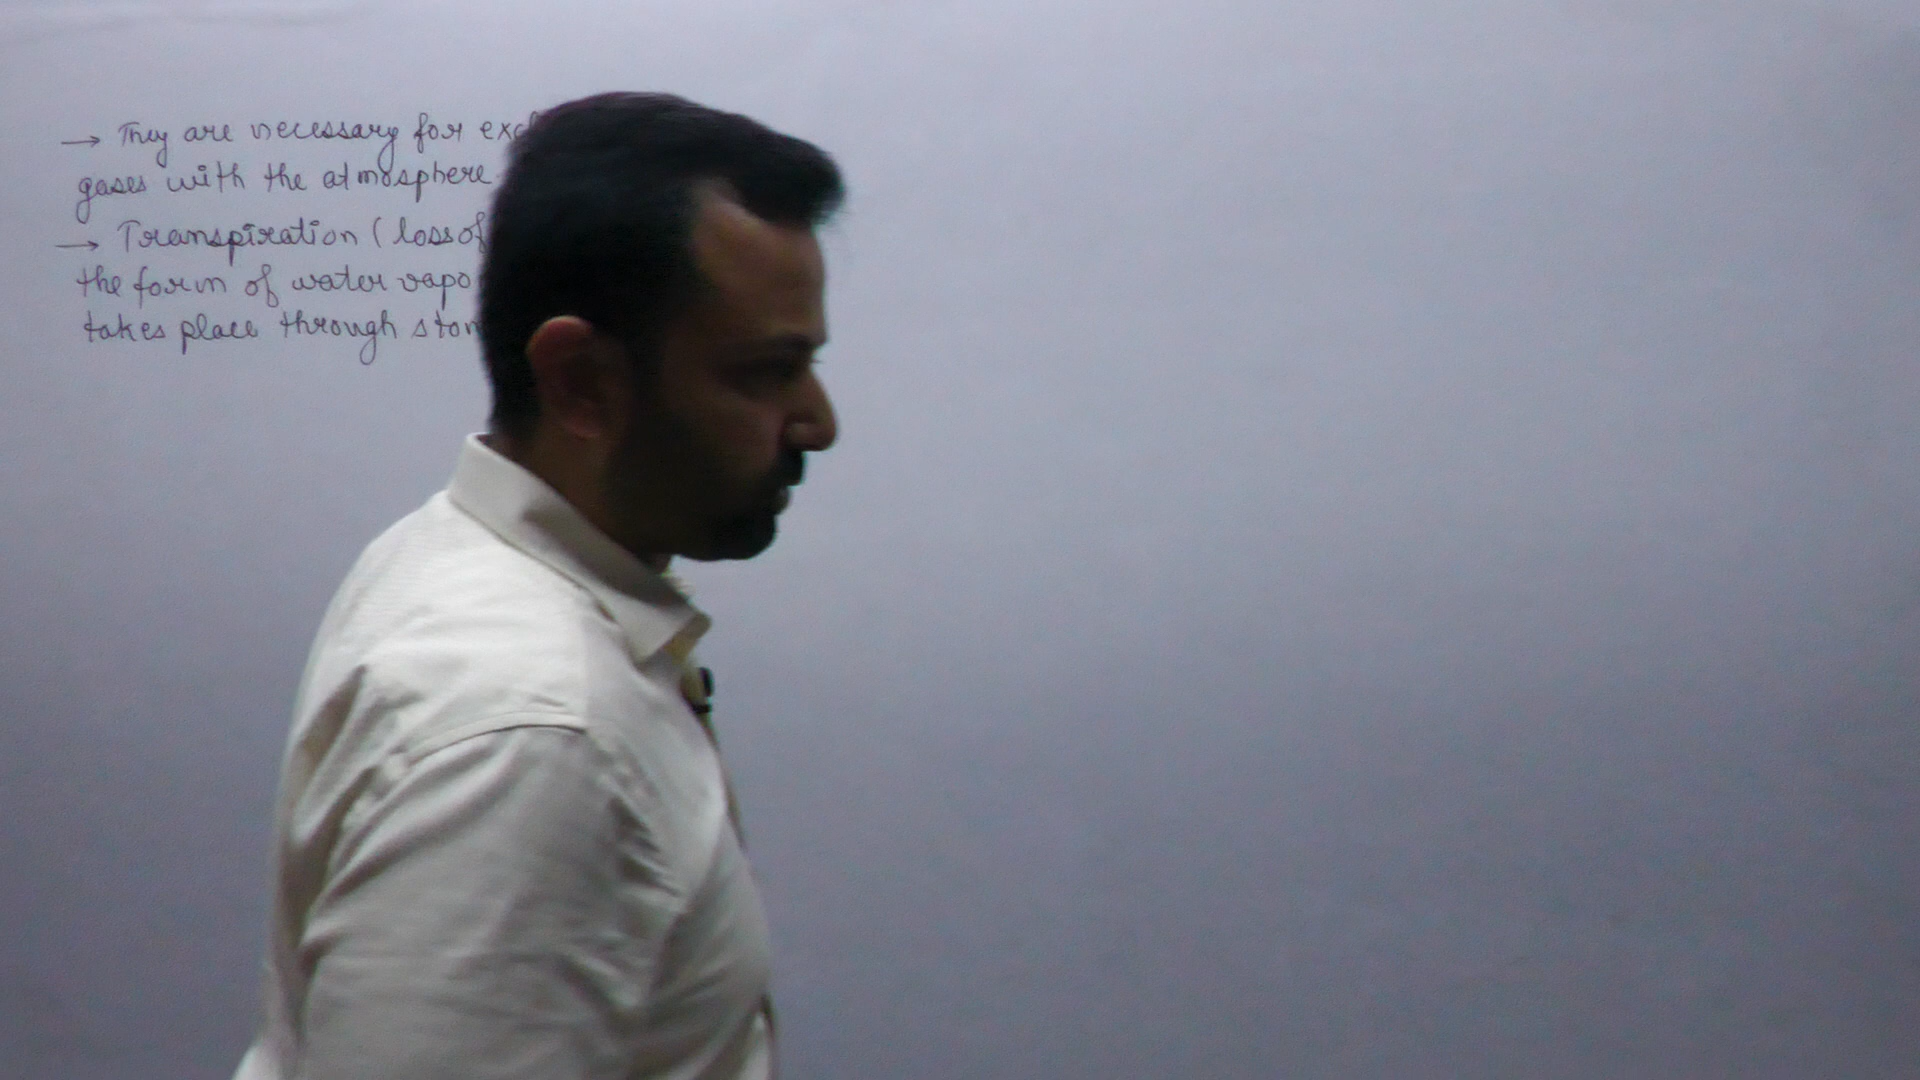 → They are necessary for exc
gases with the atmosphere
→ Transpiration ( loss of
the form of water vapo
takes place through stom